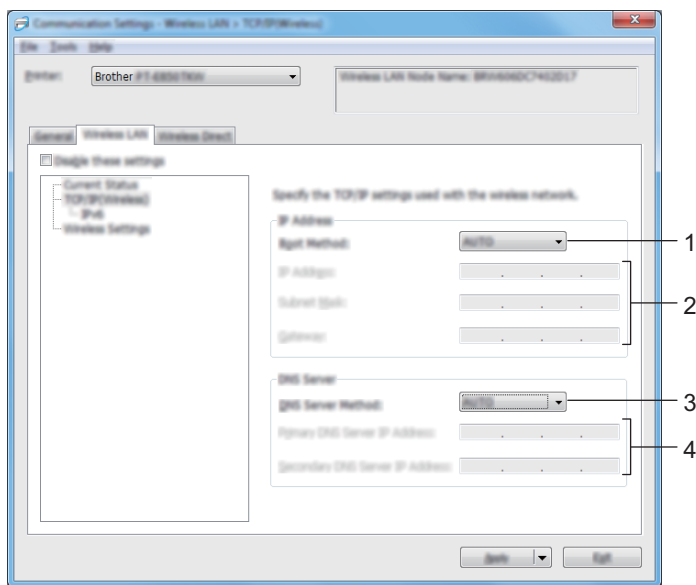 Communication Settings - Wireless LAN > TCP/IP(Wireless)
File Tools Help
Printer: Brother PT-E850TKW
Wireless LAN Node Name: BRW606DC7402D17
General Wireless LAN Wireless Direct
Disable these settings
Current Status
TCP/IP(Wireless)
IPv6
Wireless Settings
Specify the TCP/IP settings used with the wireless network.
IP Address
Boot Method: AUTO 1
IP Address: . . .
Subnet Mask: . . . 2
Gateway: . . .
DNS Server
DNS Server Method: AUTO 3
Primary DNS Server IP Address: . . .
4
Secondary DNS Server IP Address: . . .
Apply Exit